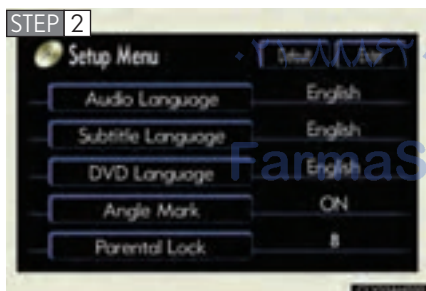 STEP 2
Setup Menu Default Enter
Audio Language English
Subtitle Language English
DVD Language English
Angle Mark ON
Parental Lock 8
FarmaS